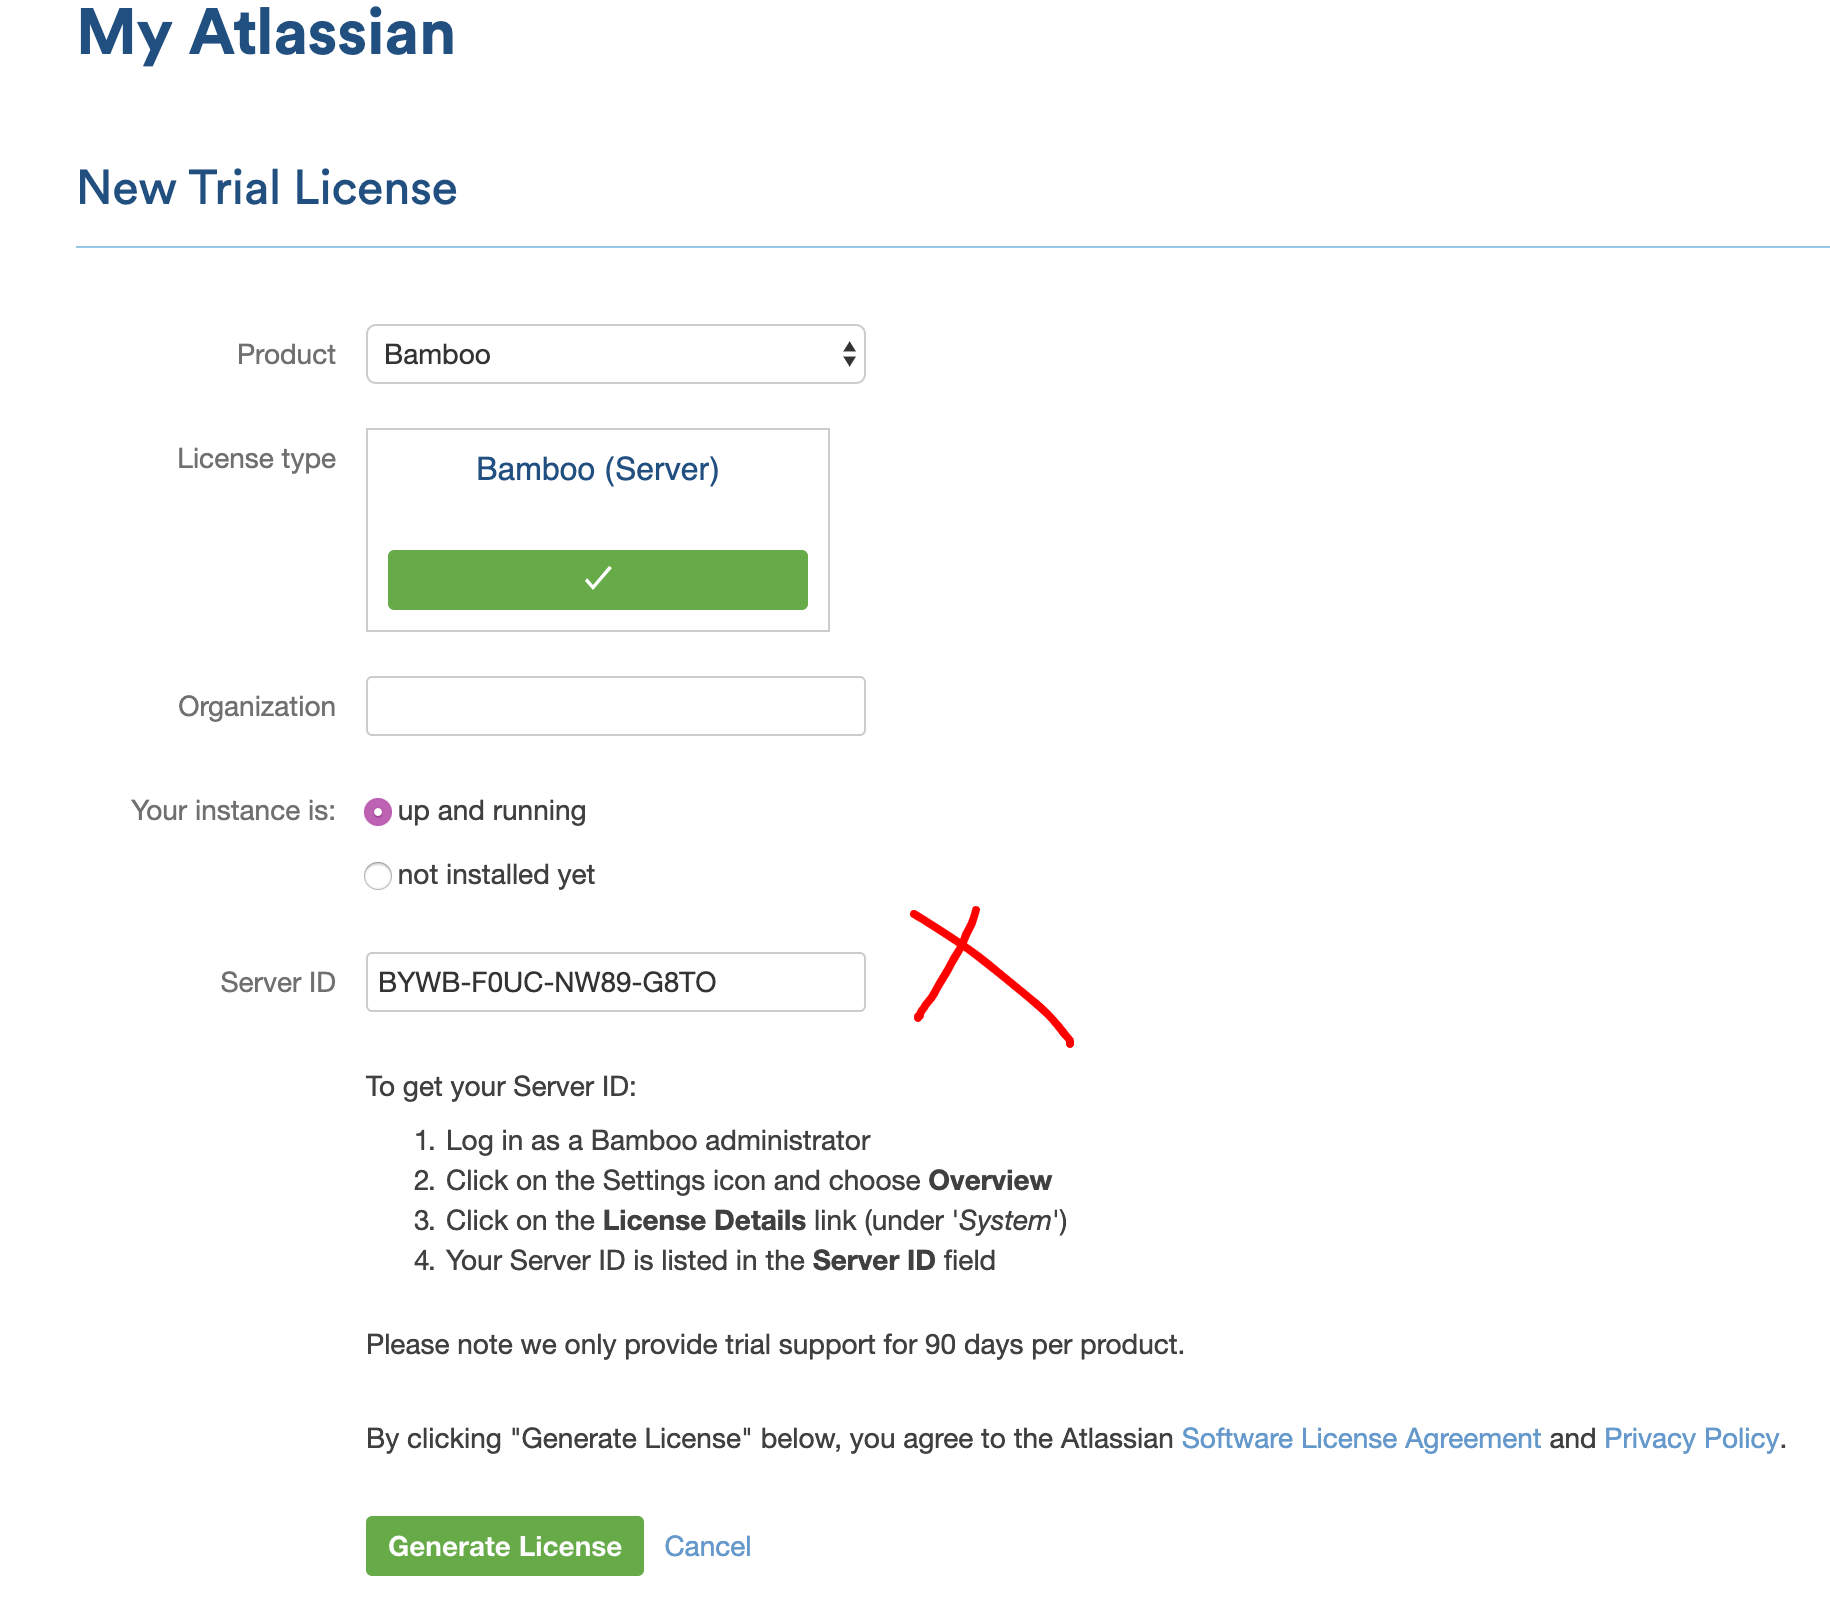 My Atlassian
New Trial License
Product
Bamboo
License type
Bamboo (Server)
Organization
Your instance is:
up and running
not installed yet
Server ID
BYWB-F0UC-NW89-G8TO
To get your Server ID:
1. Log in as a Bamboo administrator
2. Click on the Settings icon and choose Overview
3. Click on the License Details link (under 'System')
4. Your Server ID is listed in the Server ID field
Please note we only provide trial support for 90 days per product.
By clicking "Generate License" below, you agree to the Atlassian Software License Agreement and Privacy Policy.
Generate License Cancel